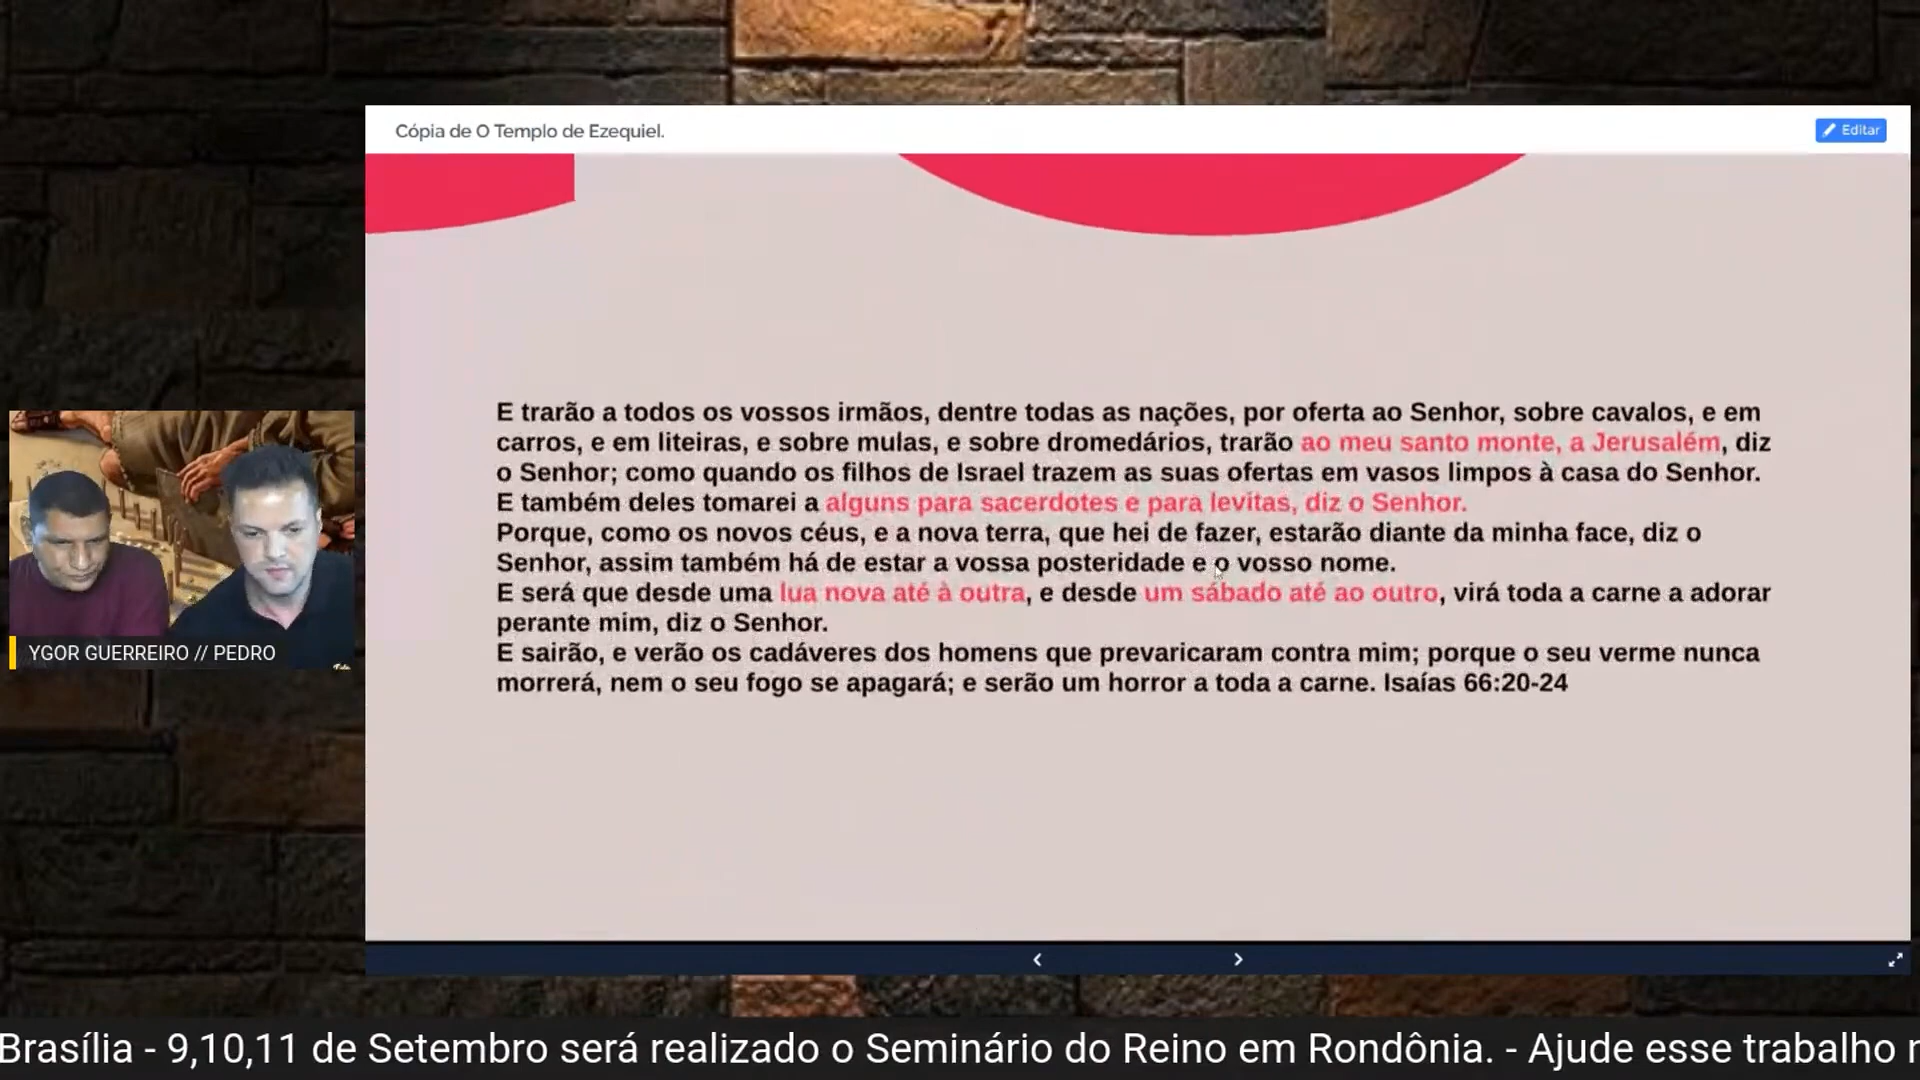 Cópia de O Templo de Ezequiel.
Editar
E trarão a todos os vossos irmãos, dentre todas as nações, por oferta ao Senhor, sobre cavalos, e em
carros, e em liteiras, e sobre mulas, e sobre dromedários, trarão ao meu santo monte, a Jerusalém, diz
o Senhor; como quando os filhos de Israel trazem as suas ofertas em vasos limpos à casa do Senhor.
E também deles tomarei a alguns para sacerdotes e para levitas, diz o Senhor.
Porque, como os novos céus, e a nova terra, que hei de fazer, estarão diante da minha face, diz o
Senhor, assim também há de estar a vossa posteridade e o vosso nome.
E será que desde uma lua nova até à outra, e desde um sábado até ao outro, virá toda a carne a adorar
perante mim, diz o Senhor.
E sairão, e verão os cadáveres dos homens que prevaricaram contra mim; porque o seu verme nunca
morrerá, nem o seu fogo se apagará; e serão um horror a toda a carne. Isaías 66:20-24
YGOR GUERREIRO // PEDRO
Brasília - 9,10,11 de Setembro será realizado o Seminário do Reino em Rondônia. - Ajude esse trabalho